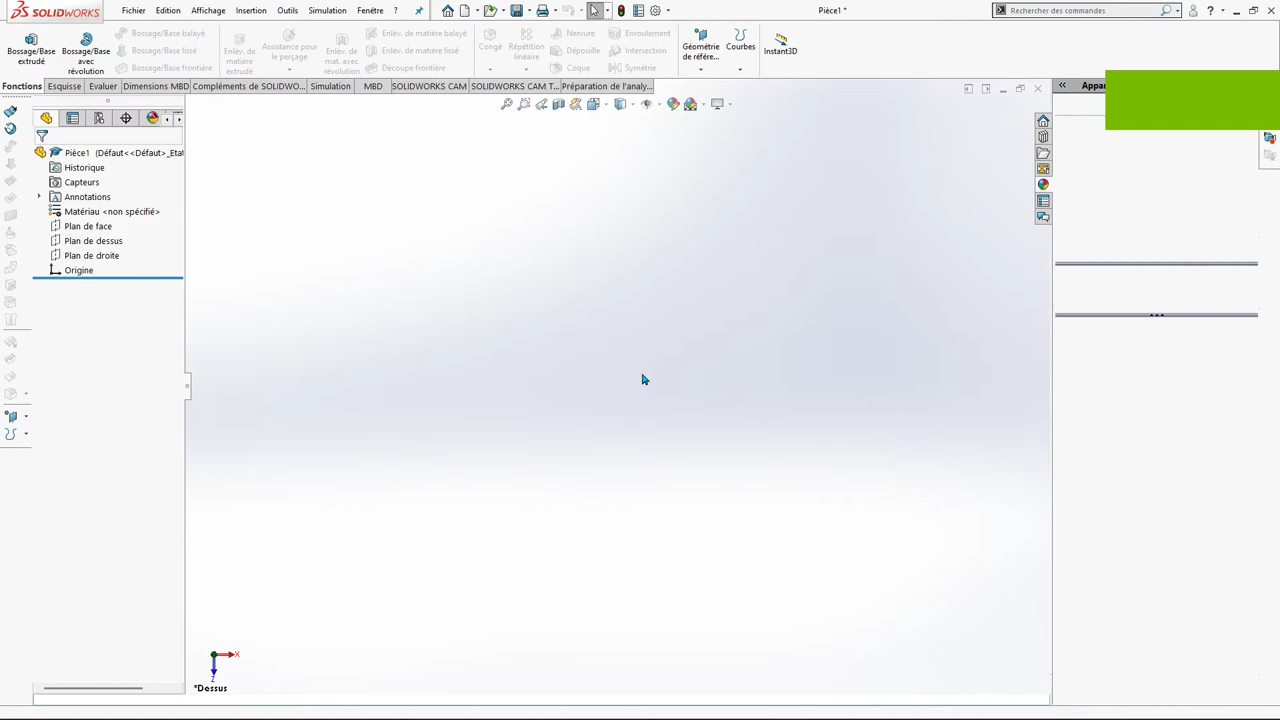 SOLIDWORKS Fichier Edition Affichage Insertion Outils Simulation Fenêtre ? Pièce1 * Rechercher des commandes
Bossage/Base extrudé
Bossage/Base avec révolution
Bossage/Base balayé
Bossage/Base lissé
Bossage/Base frontière
Enlèv. de matière extrudé
Assistance pour le perçage
Enlèv. de mat. avec révolution
Enlèv. de matière balayé
Enlèv. de matière lissé
Découpe frontière
Congé
Répétition linéaire
Nervure
Dépouille
Coque
Enroulement
Intersection
Symétrie
Géométrie de référe...
Courbes
Instant3D
Fonctions Esquisse Evaluer Dimensions MBD Compléments de SOLIDWO... Simulation MBD SOLIDWORKS CAM SOLIDWORKS CAM T... Préparation de l'analy...
Appar
Pièce1 (Défaut<<Défaut>_Etat
Historique
Capteurs
Annotations
Matériau <non spécifié>
Plan de face
Plan de dessus
Plan de droite
Origine
X
Z
*Dessus